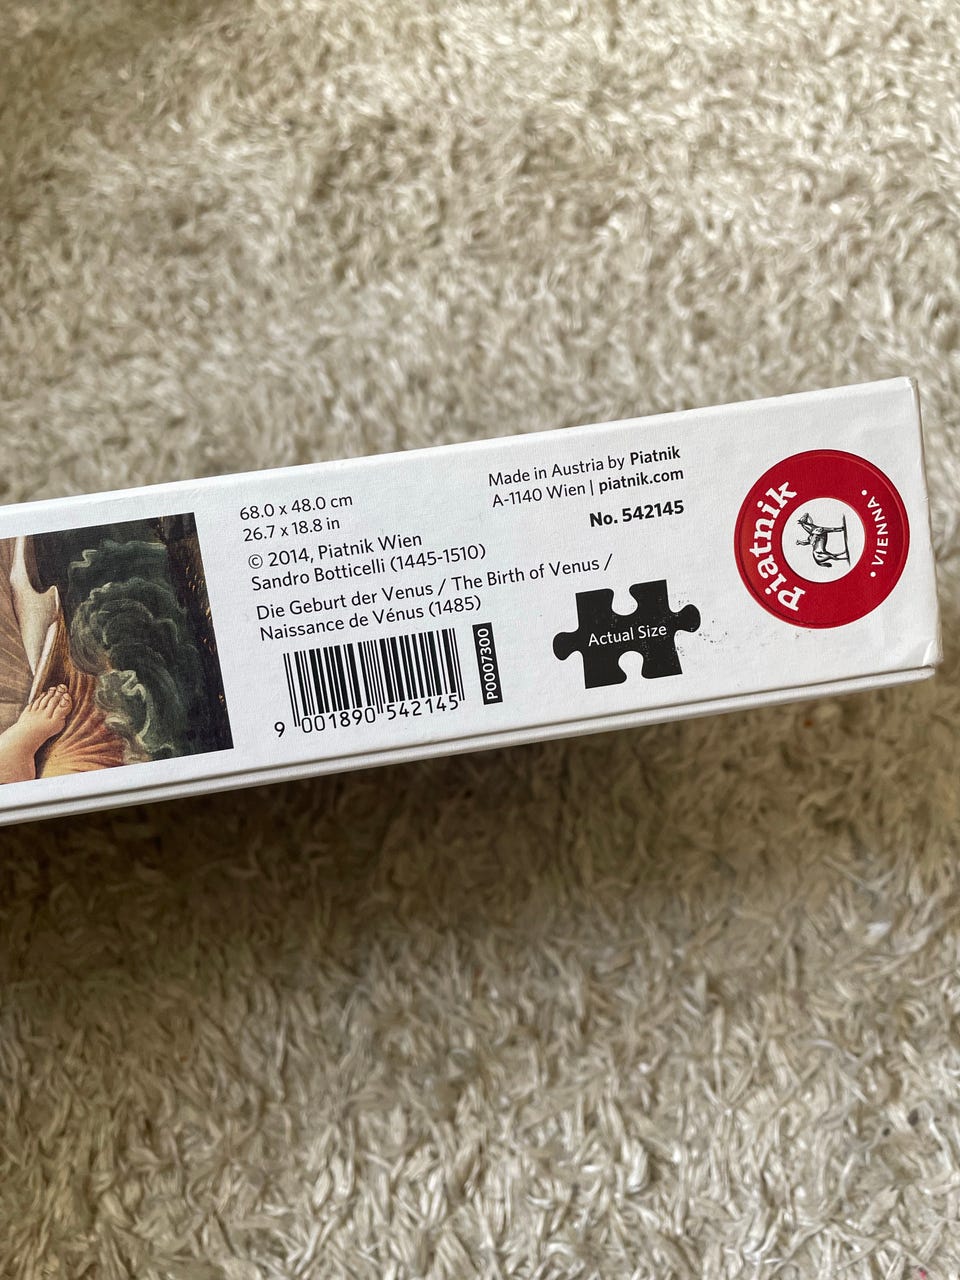 68.0 x 48.0 cm
26.7 x 18.8 in
© 2014, Piatnik Wien
Sandro Botticelli (1445-1510)
Die Geburt der Venus / The Birth of Venus /
Naissance de Vénus (1485)
9 001890 542145
P0007300
Made in Austria by Piatnik
A-1140 Wien | piatnik.com
No. 542145
Actual Size
Piatnik
• VIENNA •